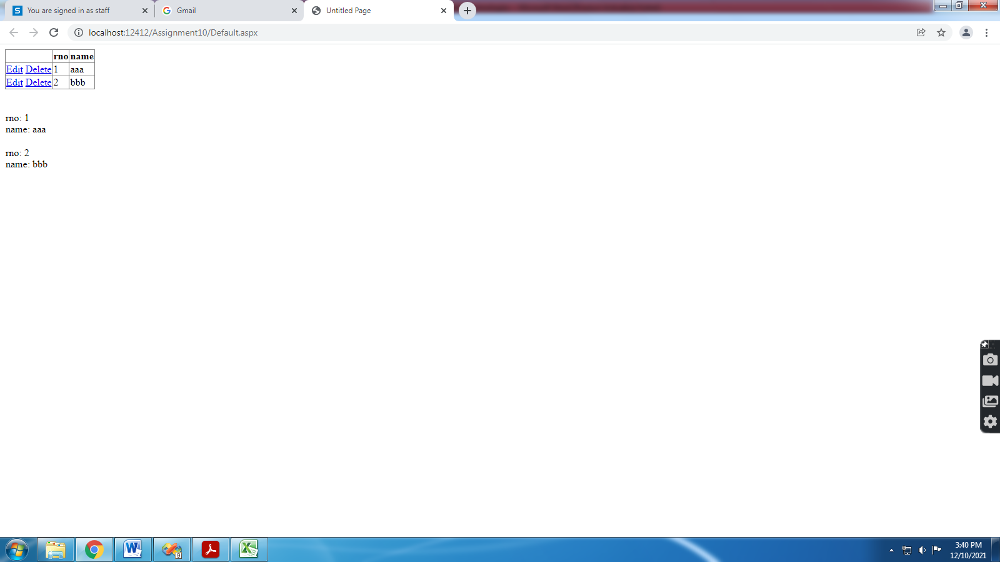 You are signed in as staff
Gmail
Untitled Page
localhost:12412/Assignment10/Default.aspx
rno name
Edit Delete 1 aaa
Edit Delete 2 bbb
rno: 1
name: aaa
rno: 2
name: bbb
9
3:40 PM
12/10/2021